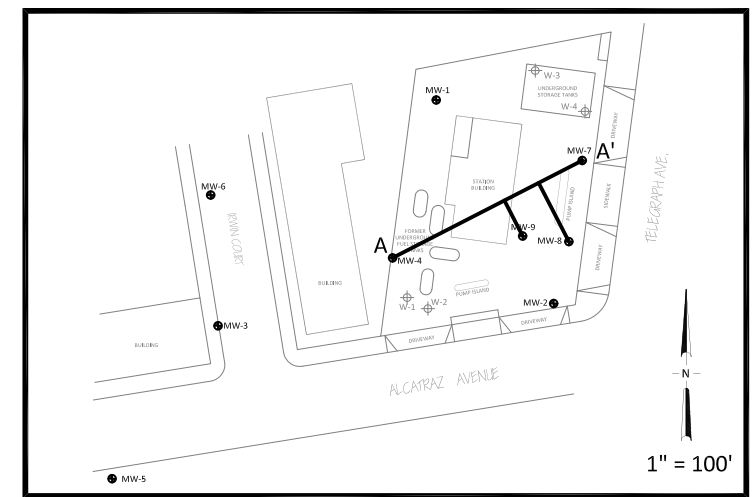 W-3
MW-1
UNDERGROUND
STORAGE TANKS
W-4
DRIVEWAY
MW-7
A'
TELEGRAPH AVE.
STATION
BUILDING
MW-6
PUMP ISLAND
SIDEWALK
IRWIN COURT
MW-9
FORMER
UNDERGROUND
FUEL STORAGE
TANKS
A
MW-8
MW-4
DRIVEWAY
BUILDING
PUMP ISLAND
W-1
W-2
MW-2
MW-3
DRIVEWAY
DRIVEWAY
BUILDING
ALCATRAZ AVENUE
N
1" = 100'
MW-5